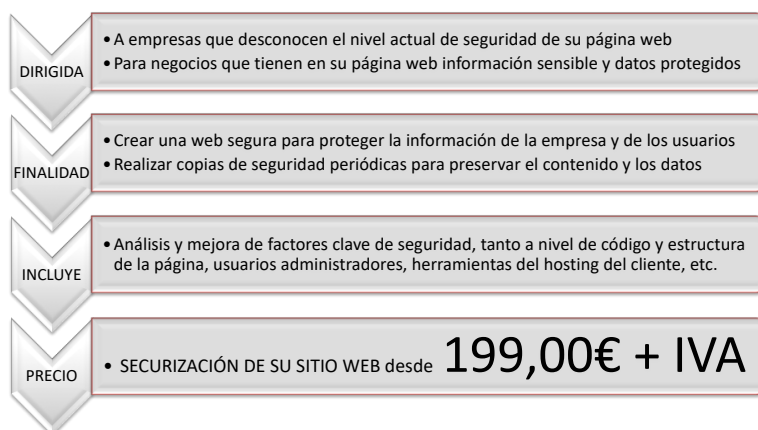 DIRIGIDA
• A empresas que desconocen el nivel actual de seguridad de su página web
• Para negocios que tienen en su página web información sensible y datos protegidos
FINALIDAD
• Crear una web segura para proteger la información de la empresa y de los usuarios
• Realizar copias de seguridad periódicas para preservar el contenido y los datos
INCLUYE
• Análisis y mejora de factores clave de seguridad, tanto a nivel de código y estructura
de la página, usuarios administradores, herramientas del hosting del cliente, etc.
PRECIO
• SECURIZACIÓN DE SU SITIO WEB desde 199,00€ + IVA